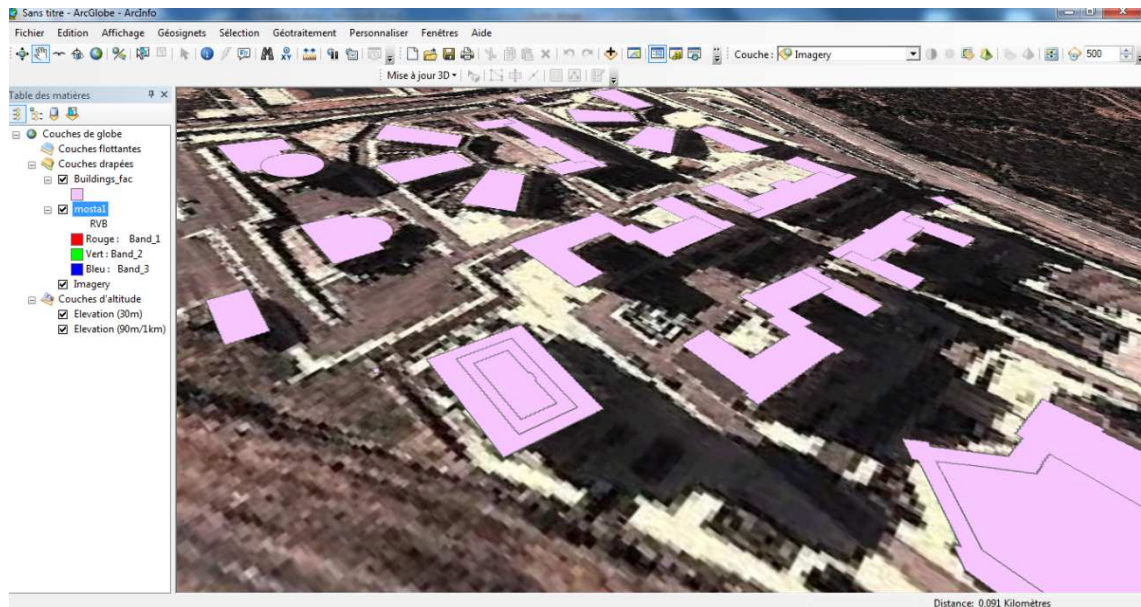 Sans titre - ArcGlobe - ArcInfo
Fichier Edition Affichage Géosignets Sélection Géotraitement Personnaliser Fenêtres Aide
Couche : Imagery 500
Mise à jour 3D
Table des matières
Couches de globe
Couches flottantes
Couches drapées
Buildings_fac
mosta1
RVB
Rouge : Band_1
Vert : Band_2
Bleu : Band_3
Imagery
Couches d'altitude
Elevation (30m)
Elevation (90m/1km)
Distance: 0,091 Kilomètres